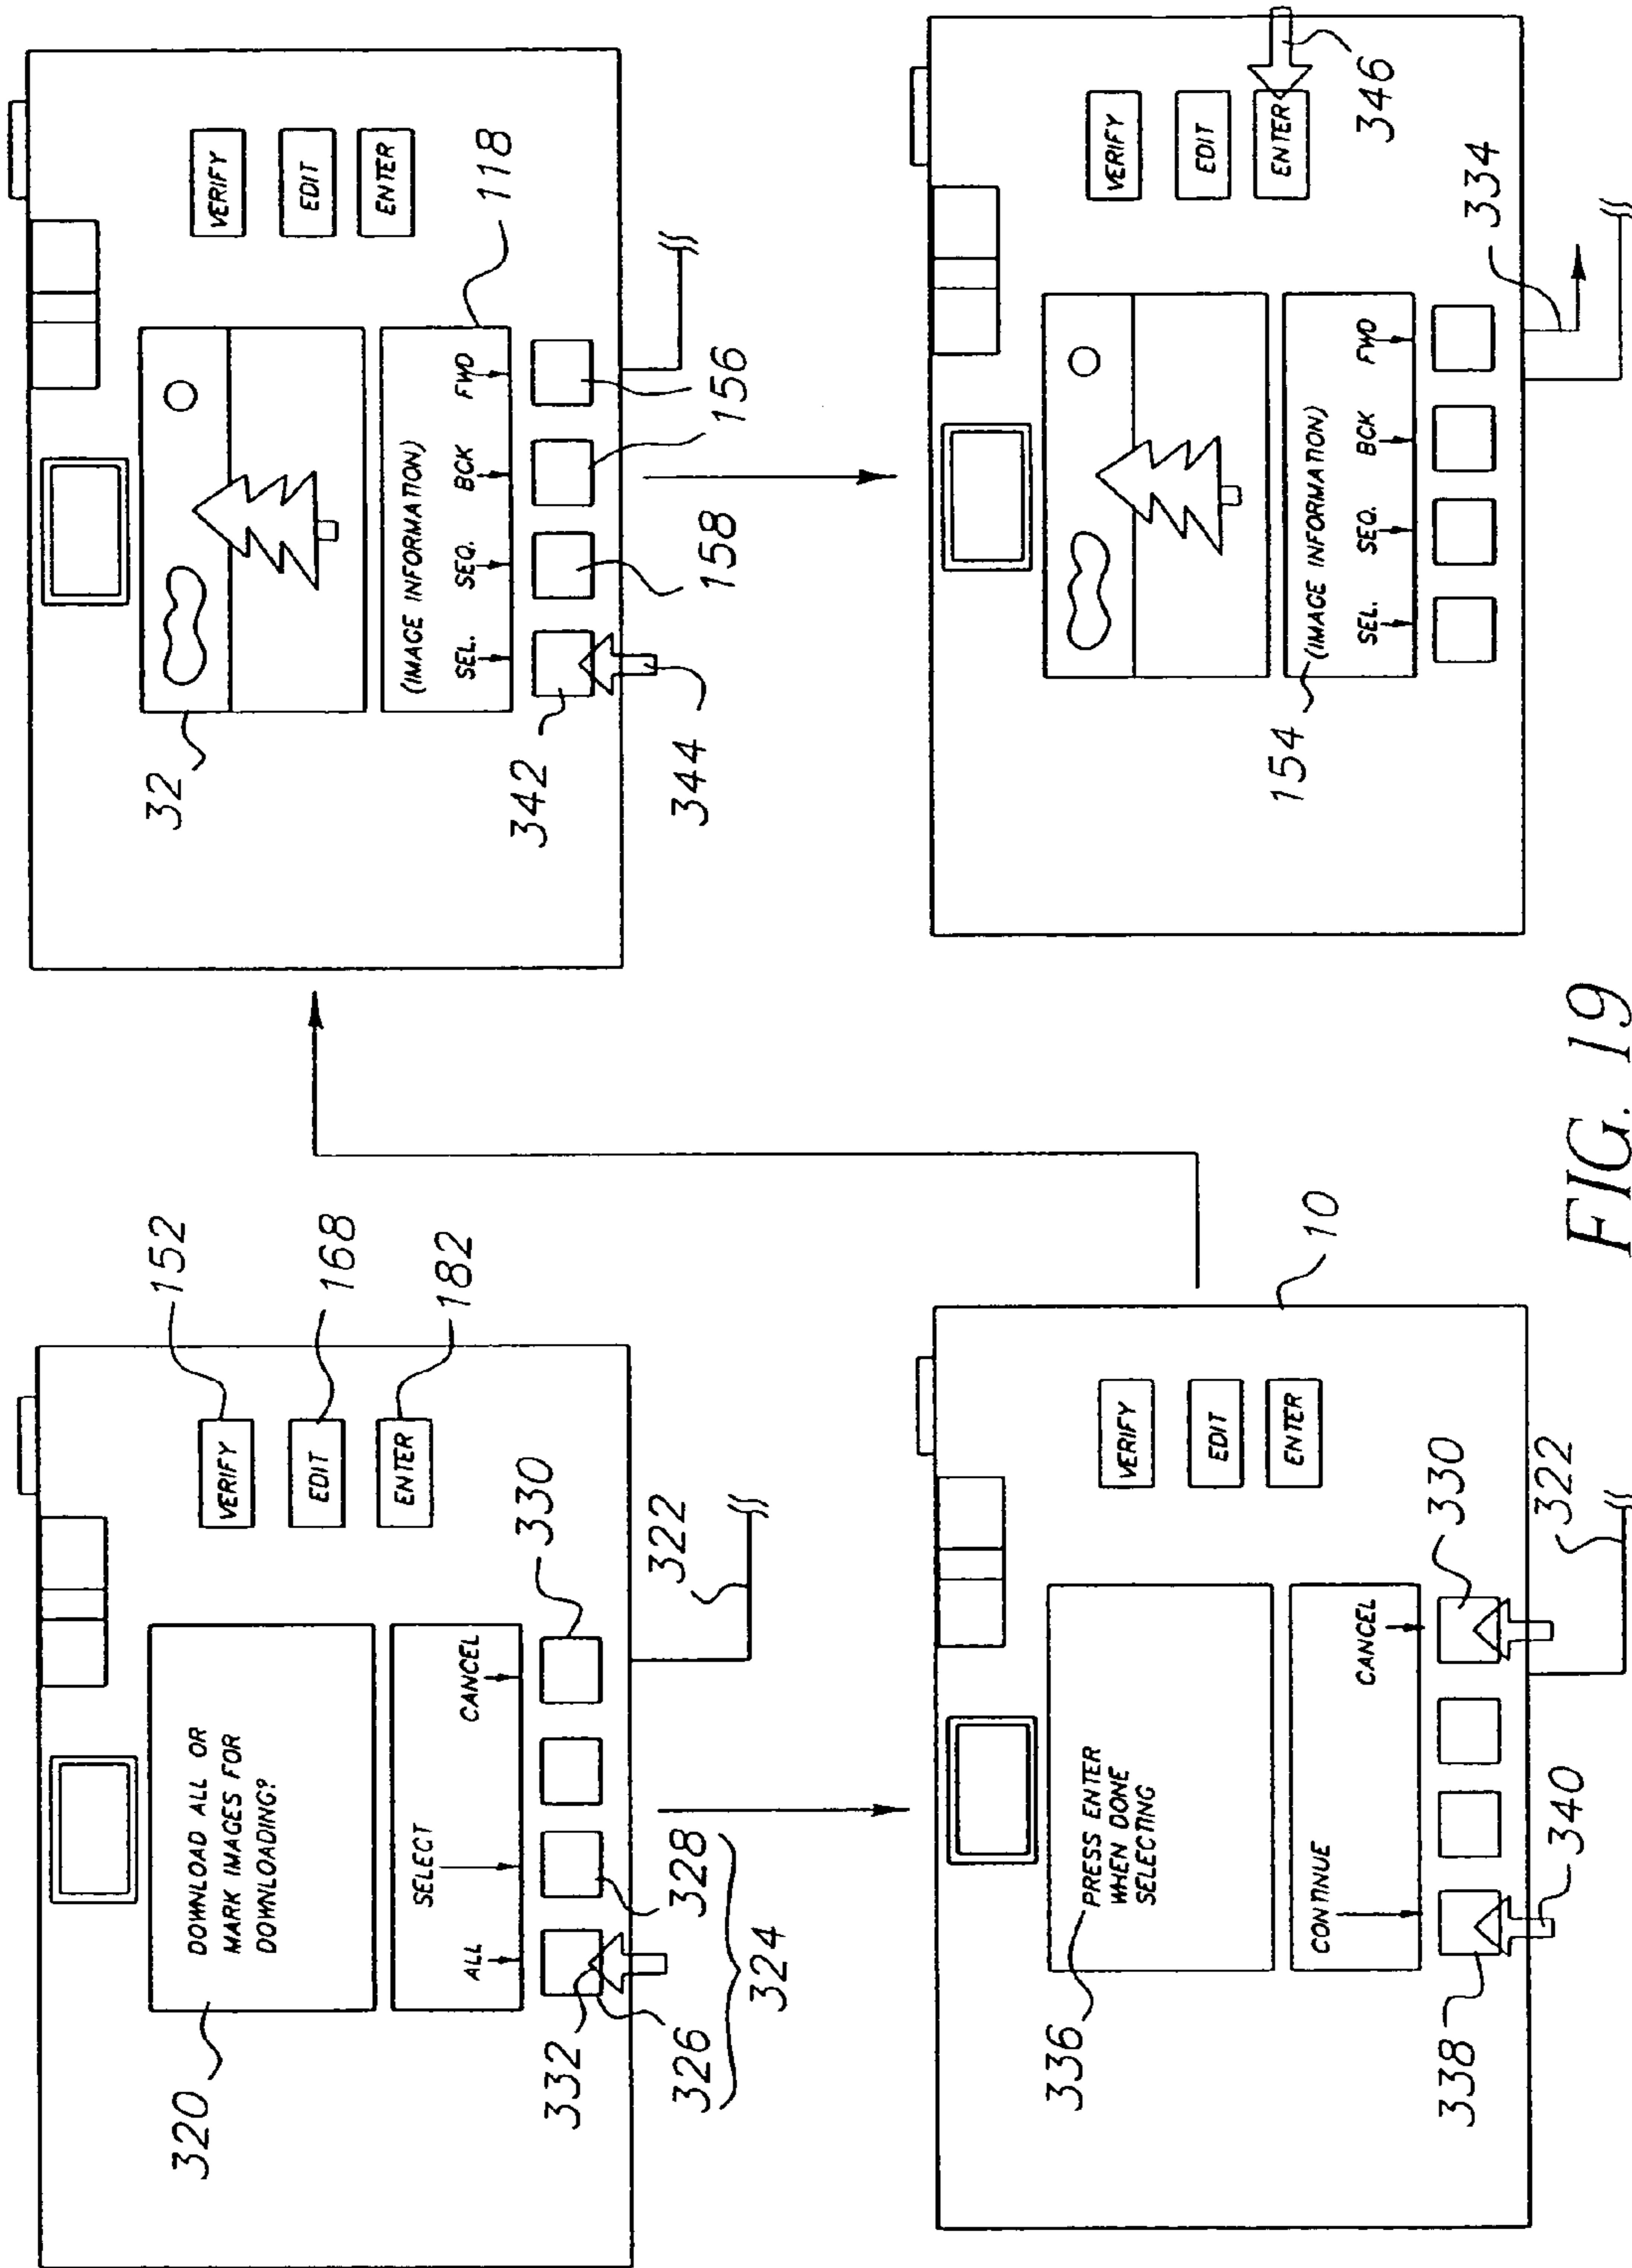 DOWNLOAD ALL OR
MARK IMAGES FOR
DOWNLOADING?
320
ALL
SELECT
CANCEL
VERIFY
EDIT
ENTER
152
168
182
330
322
332
326
328
324
PRESS ENTER
WHEN DONE
SELECTING
336
CONTINUE
CANCEL
VERIFY
EDIT
ENTER
10
330
322
338
340
32
(IMAGE INFORMATION)
SEL.
SEQ.
BCK
FWD
VERIFY
EDIT
ENTER
118
342
344
158
156
154
(IMAGE INFORMATION)
SEL.
SEQ.
BCK
FWD
VERIFY
EDIT
ENTER
346
334
FIG. 19